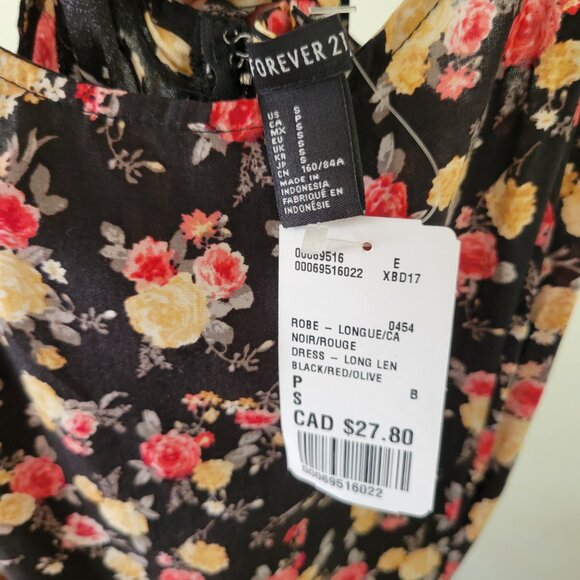 FOREVER 21
US S
CA P
MX S
EU S
UK S
KR S
JP S
CN 160/84A
MADE IN
INDONESIA
FABRIQUÉ EN
INDONÉSIE
00069516 E
00069516022 XBD17
0454
ROBE – LONGUE/CA
NOIR/ROUGE
DRESS – LONG LEN
BLACK/RED/OLIVE
P B
S
CAD $27.80
00069516022